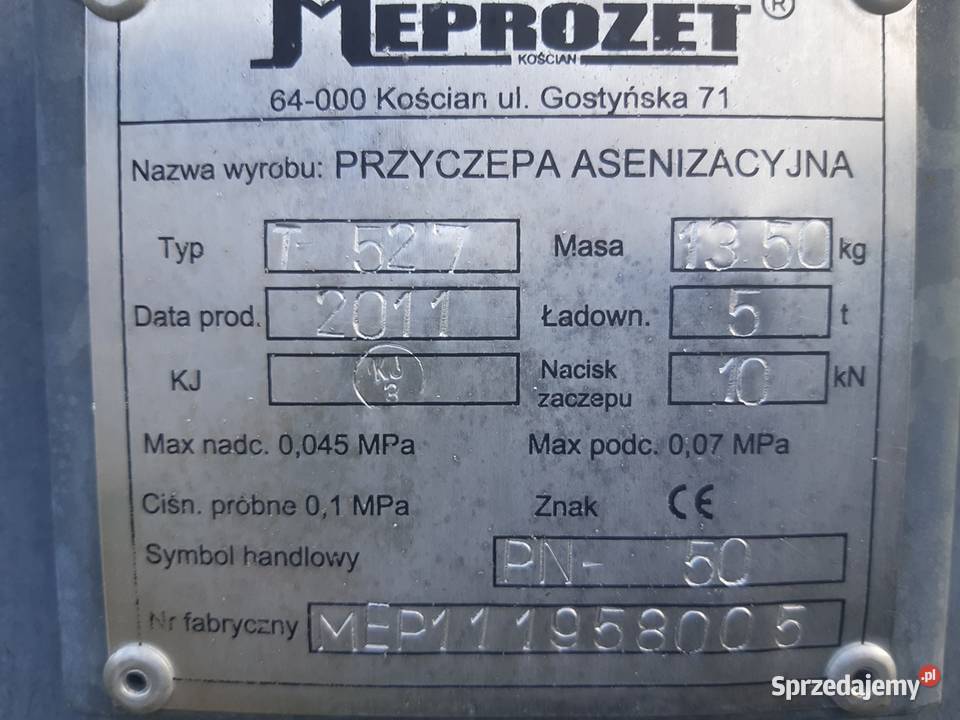 MEPROZET ®
KOŚCIAN
64-000 Kościan ul. Gostyńska 71
Nazwa wyrobu: PRZYCZEPA ASENIZACYJNA
Typ T-527 Masa 1350 kg
Data prod. 2011 Ładown. 5 t
KJ KJ 3 Nacisk zaczepu 10 kN
Max nadc. 0,045 MPa Max podc. 0,07 MPa
Ciśn. próbne 0,1 MPa Znak CE
Symbol handlowy PN-50
Nr fabryczny MEP111958005
Sprzedajemy.pl